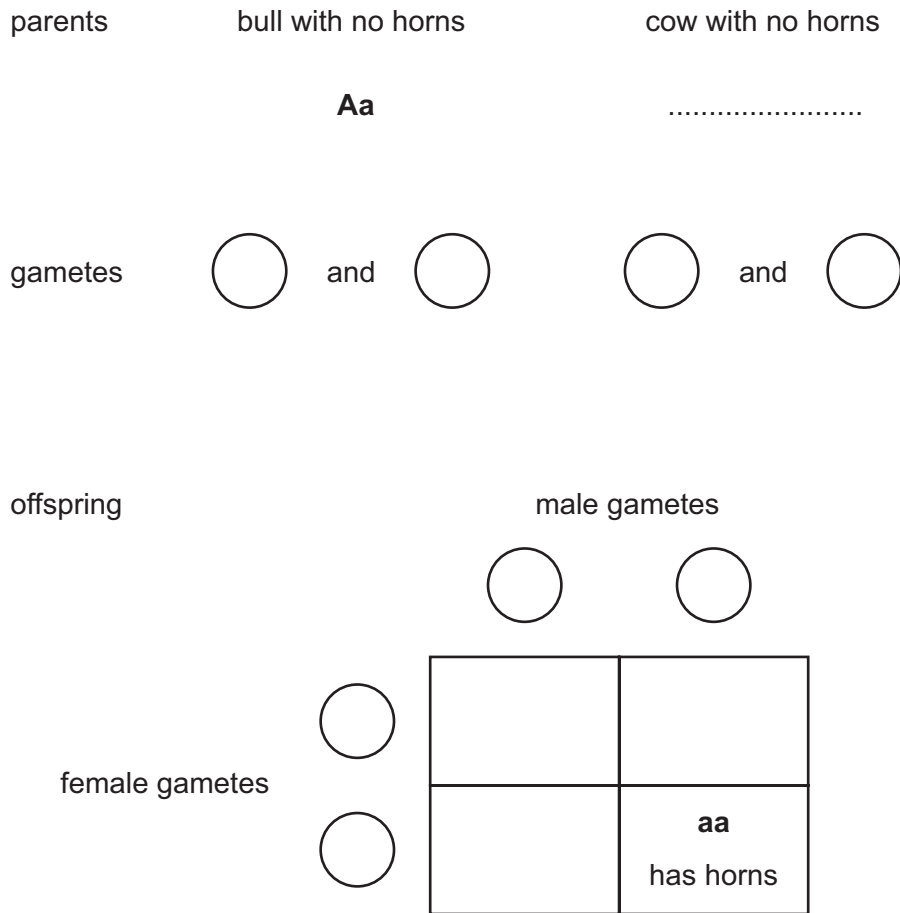 parents bull with no horns cow with no horns
Aa .......................
gametes and and
offspring male gametes
female gametes
aa
has horns